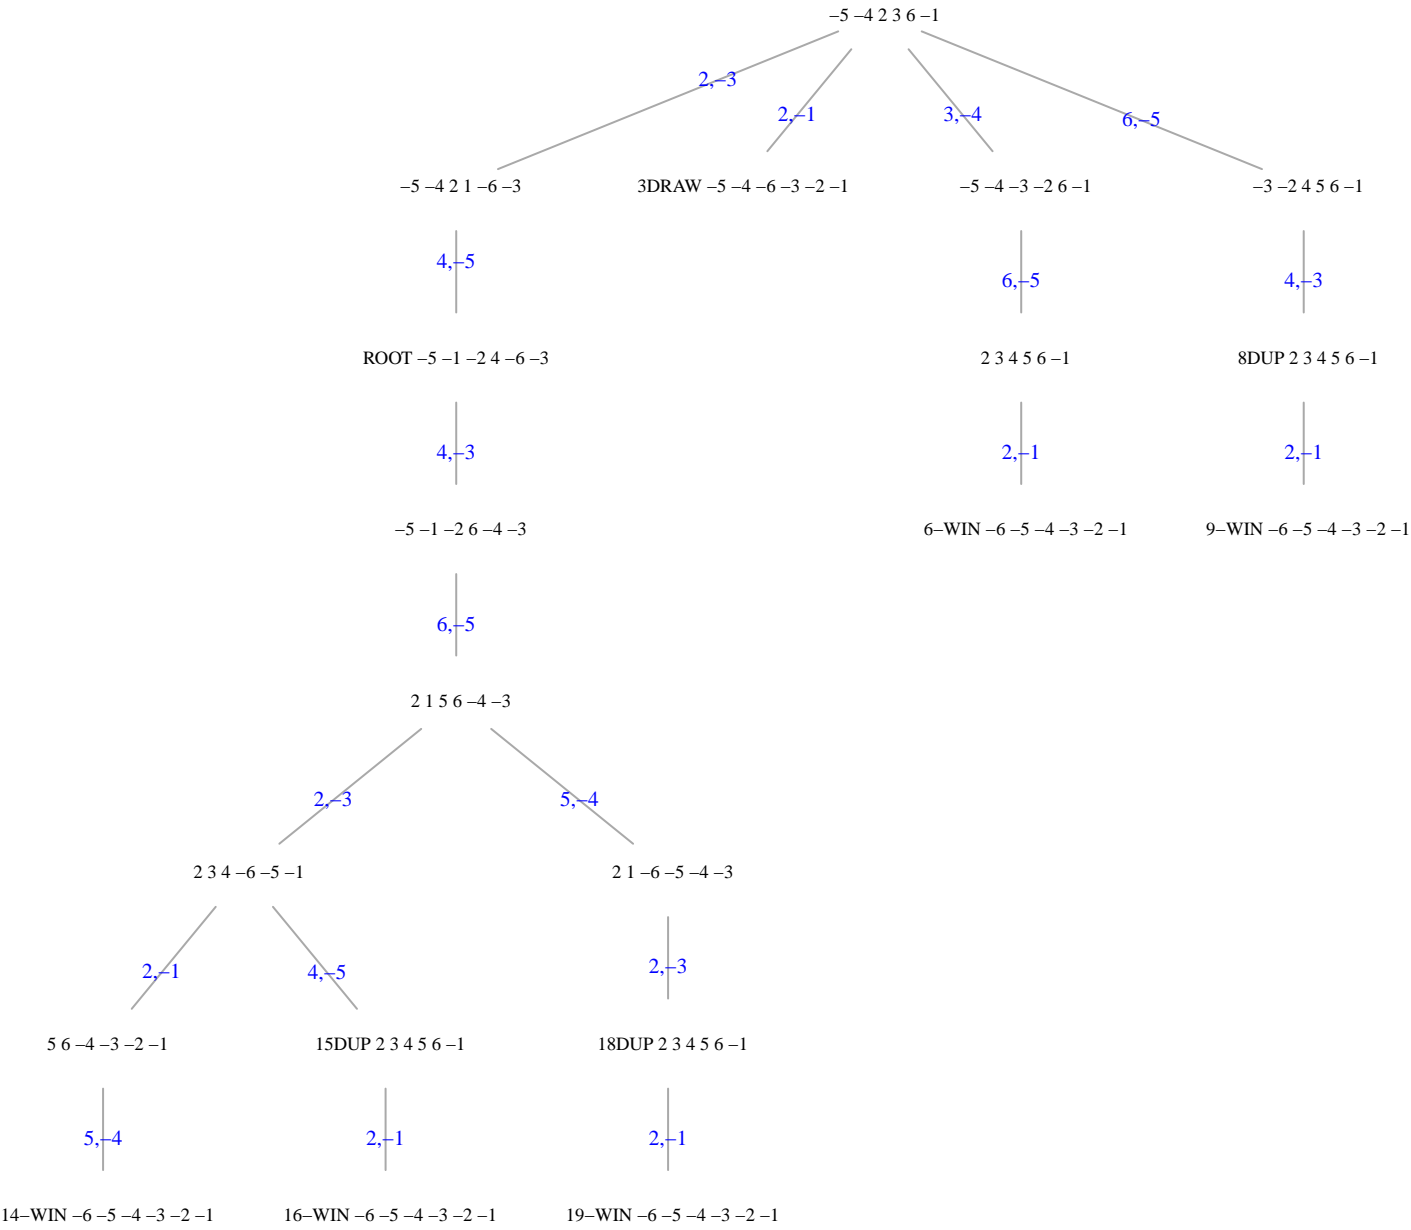 –5 –4 2 3 6 –1
2,–3
2,–1
3,–4
6,–5
–5 –4 2 1 –6 –3
3DRAW –5 –4 –6 –3 –2 –1
–5 –4 –3 –2 6 –1
–3 –2 4 5 6 –1
4,–5
6,–5
4,–3
ROOT –5 –1 –2 4 –6 –3
2 3 4 5 6 –1
8DUP 2 3 4 5 6 –1
4,–3
2,–1
2,–1
–5 –1 –2 6 –4 –3
6–WIN –6 –5 –4 –3 –2 –1
9–WIN –6 –5 –4 –3 –2 –1
6,–5
2 1 5 6 –4 –3
2,–3
5,–4
2 3 4 –6 –5 –1
2 1 –6 –5 –4 –3
2,–1
4,–5
2,–3
5 6 –4 –3 –2 –1
15DUP 2 3 4 5 6 –1
18DUP 2 3 4 5 6 –1
5,–4
2,–1
2,–1
14–WIN –6 –5 –4 –3 –2 –1
16–WIN –6 –5 –4 –3 –2 –1
19–WIN –6 –5 –4 –3 –2 –1